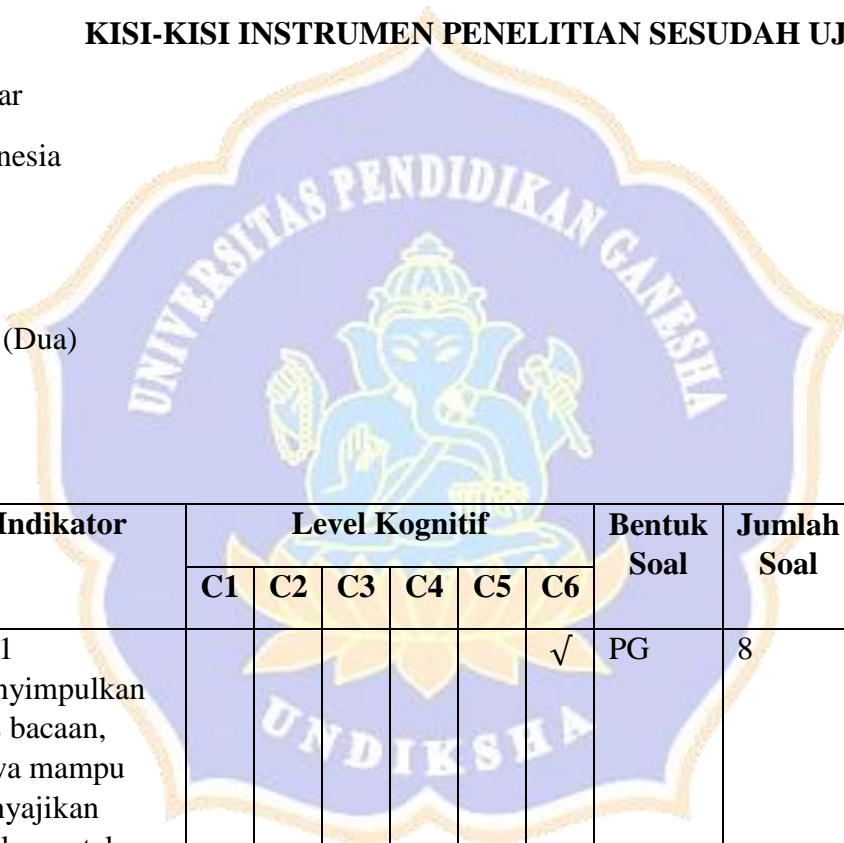 KISI-KISI INSTRUMEN PENELITIAN SESUDAH UJ
ar
nesia
UNIVERSITAS PENDIDIKAN GANESHA
(Dua)
Indikator Level Kognitif Bentuk Soal Jumlah Soal
C1 C2 C3 C4 C5 C6
1 √ PG 8
nyimpulkan
bacaan,
ya mampu
nyajikan
UNDIKSHA